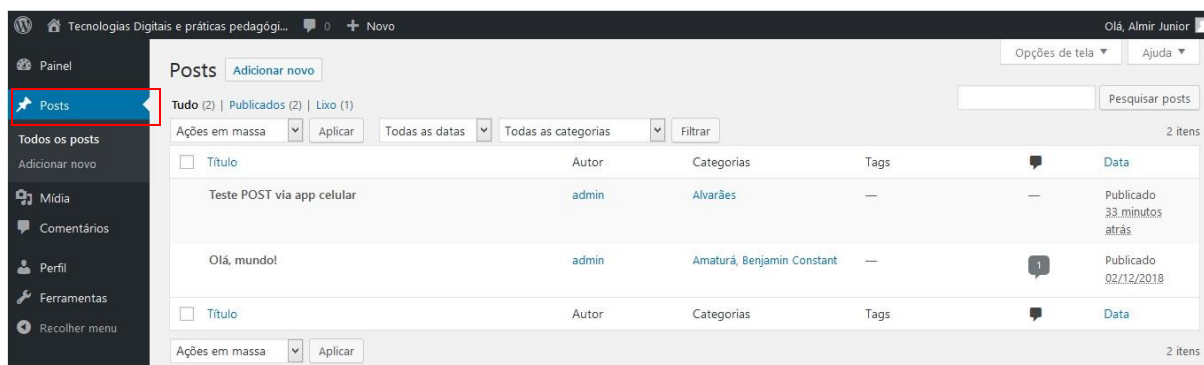 Tecnologias Digitais e práticas pedagógi... 0 + Novo Olá, Almir Junior
Painel
Posts
Todos os posts
Adicionar novo
Mídia
Comentários
Perfil
Ferramentas
Recolher menu
Opções de tela Ajuda
Posts Adicionar novo
Tudo (2) | Publicados (2) | Lixo (1)
Pesquisar posts
Ações em massa Aplicar Todas as datas Todas as categorias Filtrar 2 itens
Título Autor Categorias Tags Data
Teste POST via app celular admin Alvarães — — Publicado
33 minutos
atrás
Olá, mundo! admin Amaturá, Benjamin Constant — 1 Publicado
02/12/2018
Título Autor Categorias Tags Data
Ações em massa Aplicar 2 itens